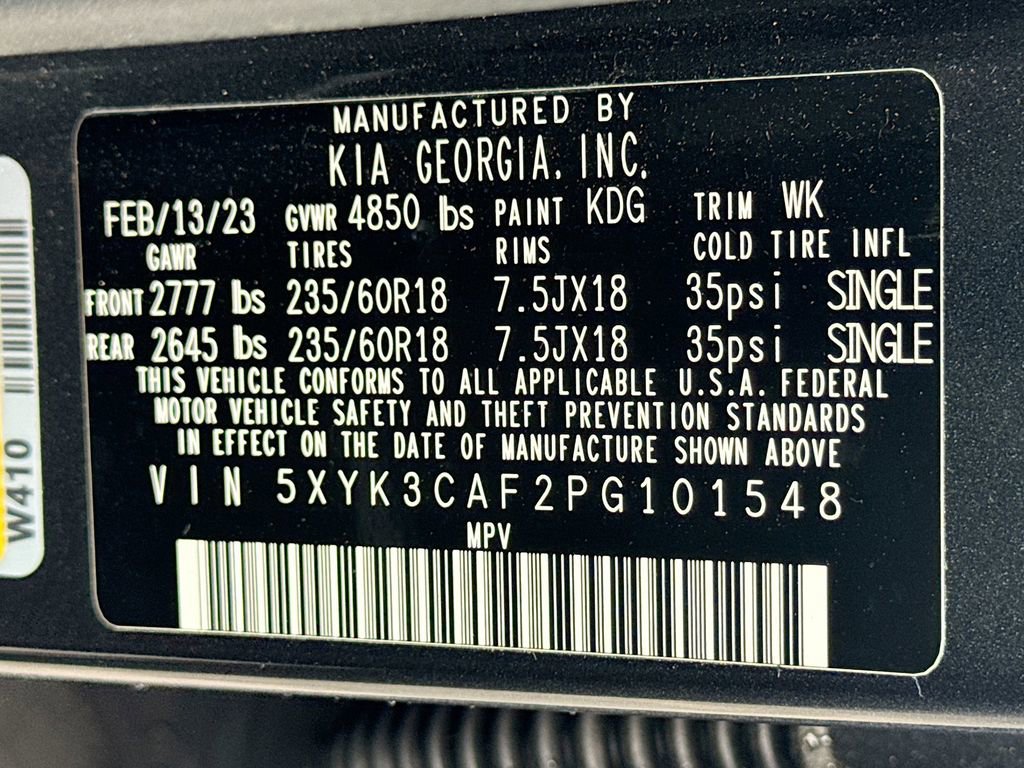 MANUFACTURED BY
KIA GEORGIA, INC.
FEB/13/23 GVWR 4850 lbs PAINT KDG TRIM WK
GAWR TIRES RIMS COLD TIRE INFL
FRONT 2777 lbs 235/60R18 7.5JX18 35psi SINGLE
REAR 2645 lbs 235/60R18 7.5JX18 35psi SINGLE
THIS VEHICLE CONFORMS TO ALL APPLICABLE U.S.A. FEDERAL
MOTOR VEHICLE SAFETY AND THEFT PREVENTION STANDARDS
IN EFFECT ON THE DATE OF MANUFACTURE SHOWN ABOVE
VIN 5XYK3CAF2PG101548
MPV
W410